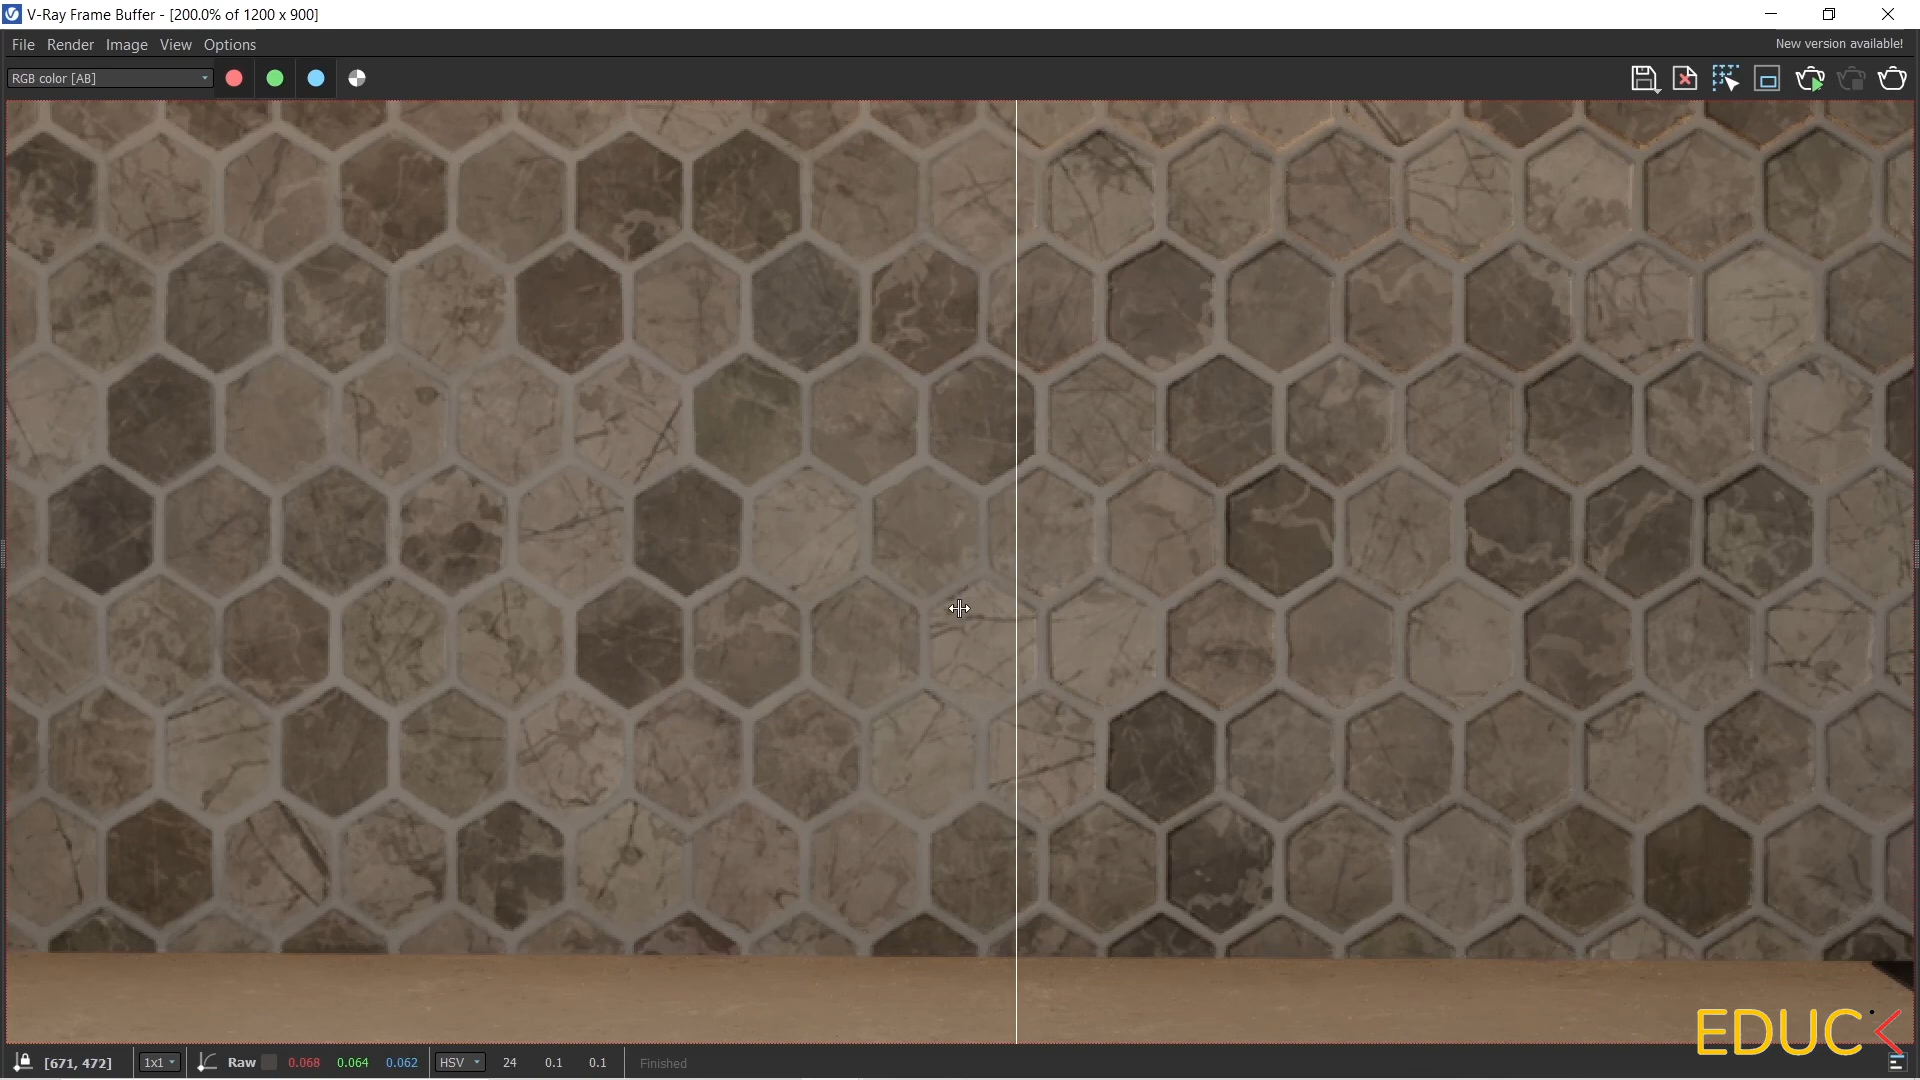 V-Ray Frame Buffer - [200.0% of 1200 x 900]
File Render Image View Options
New version available!
RGB color [AB]
EDUC
[671, 472] 1x1 Raw 0.068 0.064 0.062 HSV 24 0.1 0.1 Finished